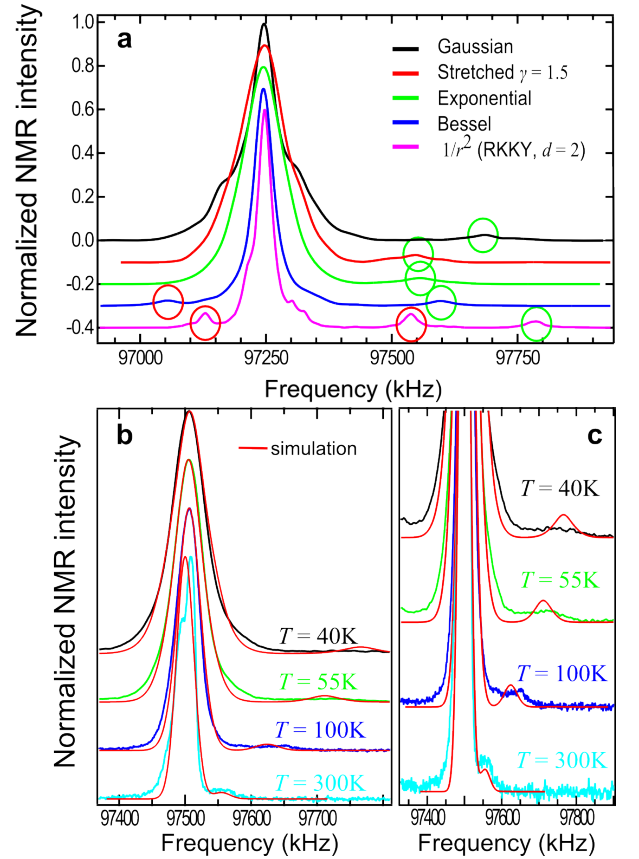 a
Normalized NMR intensity
1.0
0.8
0.6
0.4
0.2
0.0
-0.2
-0.4
Gaussian
Stretched γ = 1.5
Exponential
Bessel
1/r² (RKKY, d = 2)
97000 97250 97500 97750
Frequency (kHz)
b
Normalized NMR intensity
simulation
T = 40K
T = 55K
T = 100K
T = 300K
97400 97500 97600 97700
Frequency (kHz)
c
T = 40K
T = 55K
T = 100K
T = 300K
97400 97600 97800
Frequency (kHz)